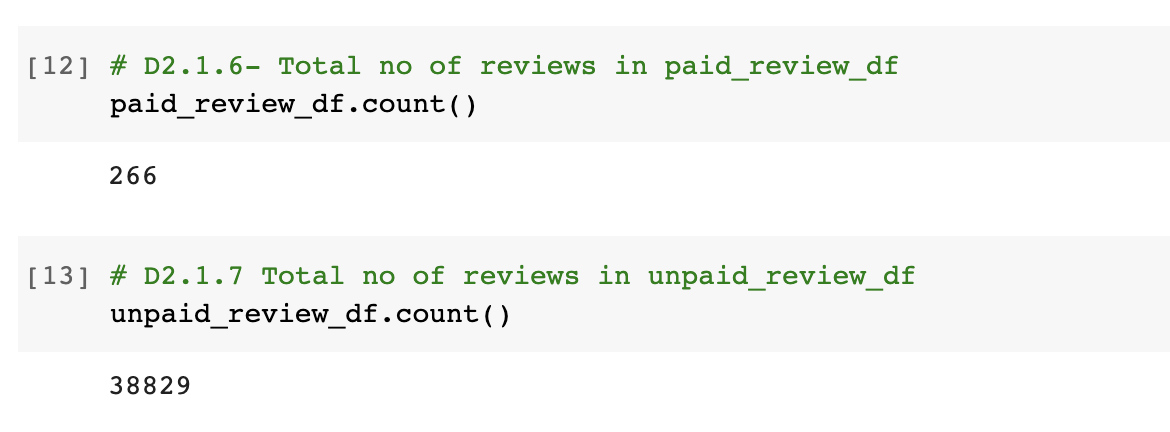 [12] # D2.1.6- Total no of reviews in paid_review_df
paid_review_df.count()
266
[13] # D2.1.7 Total no of reviews in unpaid_review_df
unpaid_review_df.count()
38829